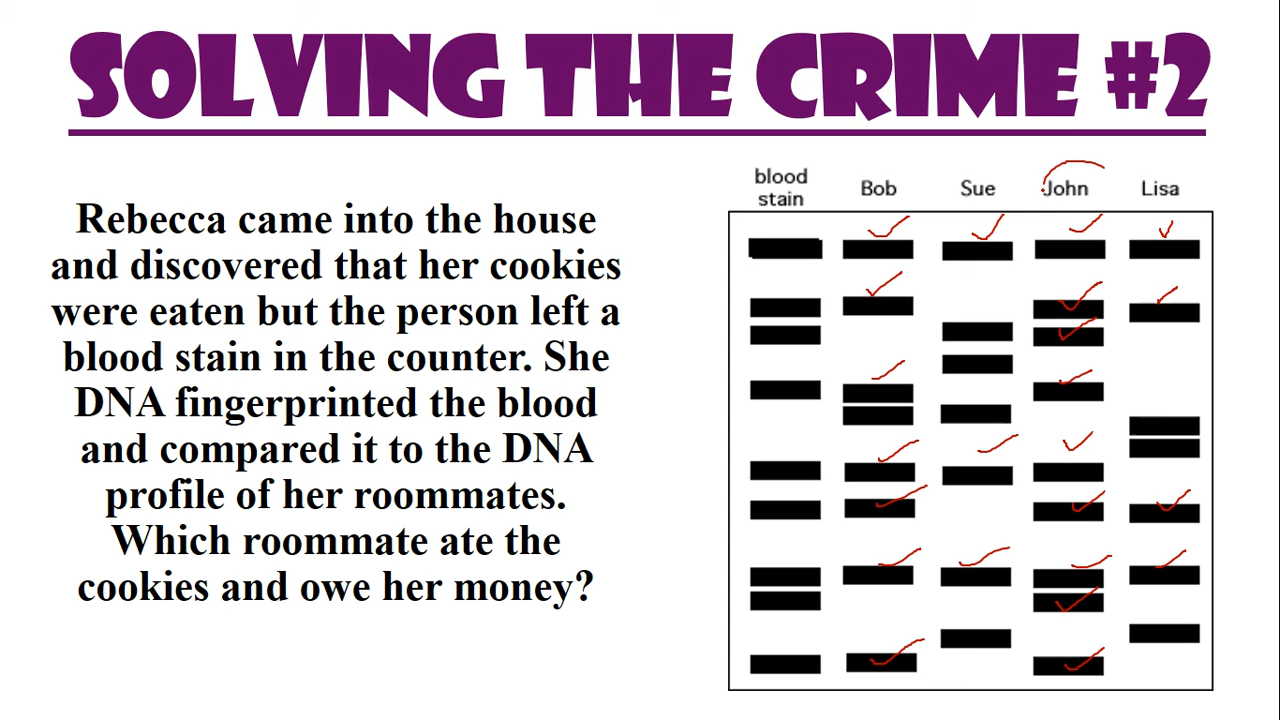 SOLVING THE CRIME #2
Rebecca came into the house
and discovered that her cookies
were eaten but the person left a
blood stain in the counter. She
DNA fingerprinted the blood
and compared it to the DNA
profile of her roommates.
Which roommate ate the
cookies and owe her money?
blood
stain
Bob
Sue
John
Lisa